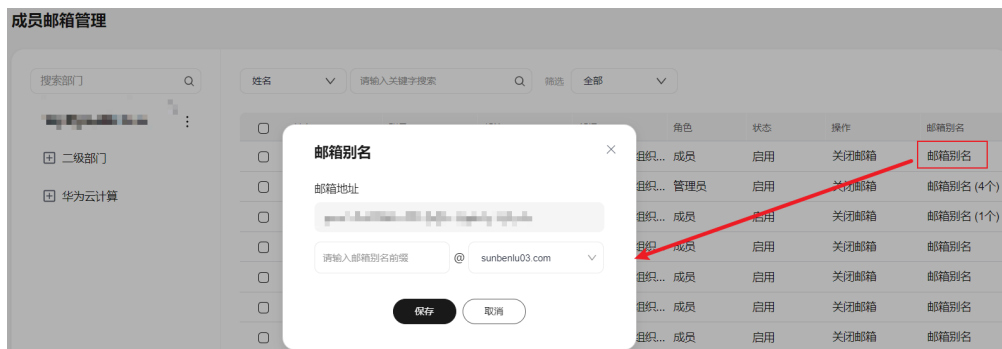 成员邮箱管理
搜索部门
姓名 请输入关键字搜索 筛选 全部
角色 状态 操作 邮箱别名
二级部门
华为云计算
邮箱别名
邮箱地址
请输入邮箱别名前缀 @ sunbenlu03.com
保存 取消
组织... 成员 启用 关闭邮箱 邮箱别名
组织... 管理员 启用 关闭邮箱 邮箱别名 (4个)
组织... 成员 启用 关闭邮箱 邮箱别名 (1个)
组织... 成员 启用 关闭邮箱 邮箱别名
组织... 成员 启用 关闭邮箱 邮箱别名
组织... 成员 启用 关闭邮箱 邮箱别名
组织... 成员 启用 关闭邮箱 邮箱别名